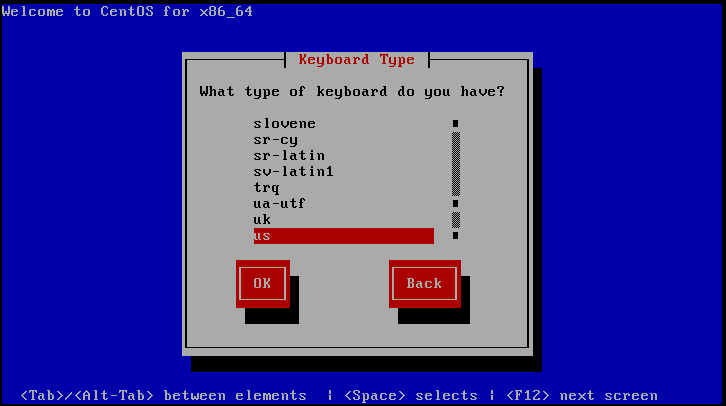 Welcome to CentOS for x86_64
Keyboard Type
What type of keyboard do you have?
slovene
sr-cy
sr-latin
sv-latin1
trq
ua-utf
uk
us
OK Back
<Tab>/<Alt-Tab> between elements | <Space> selects | <F12> next screen